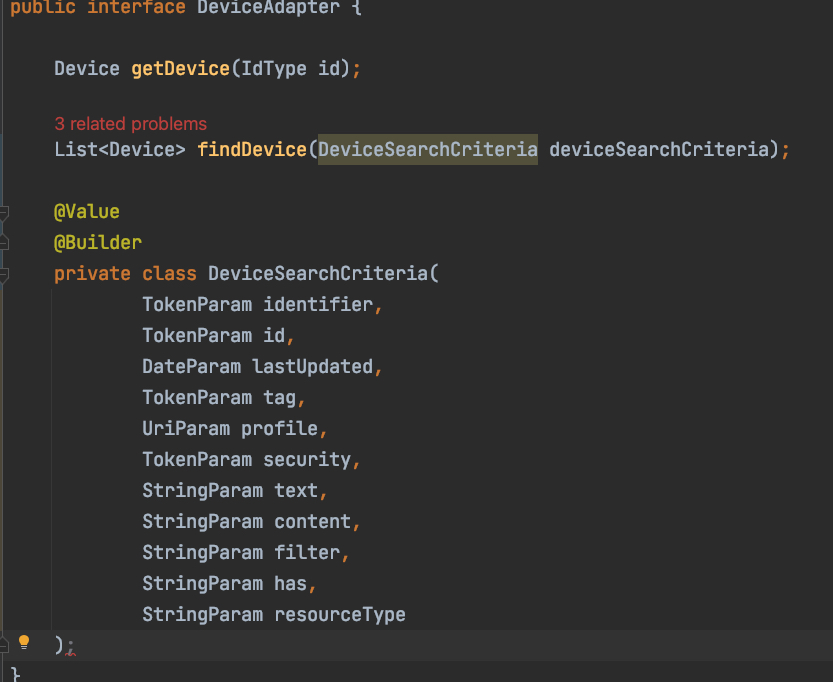 public interface DeviceAdapter {
Device getDevice(IdType id);
3 related problems
List<Device> findDevice(DeviceSearchCriteria deviceSearchCriteria);
@Value
@Builder
private class DeviceSearchCriteria(
TokenParam identifier,
TokenParam id,
DateParam lastUpdated,
TokenParam tag,
UriParam profile,
TokenParam security,
StringParam text,
StringParam content,
StringParam filter,
StringParam has,
StringParam resourceType
);
}